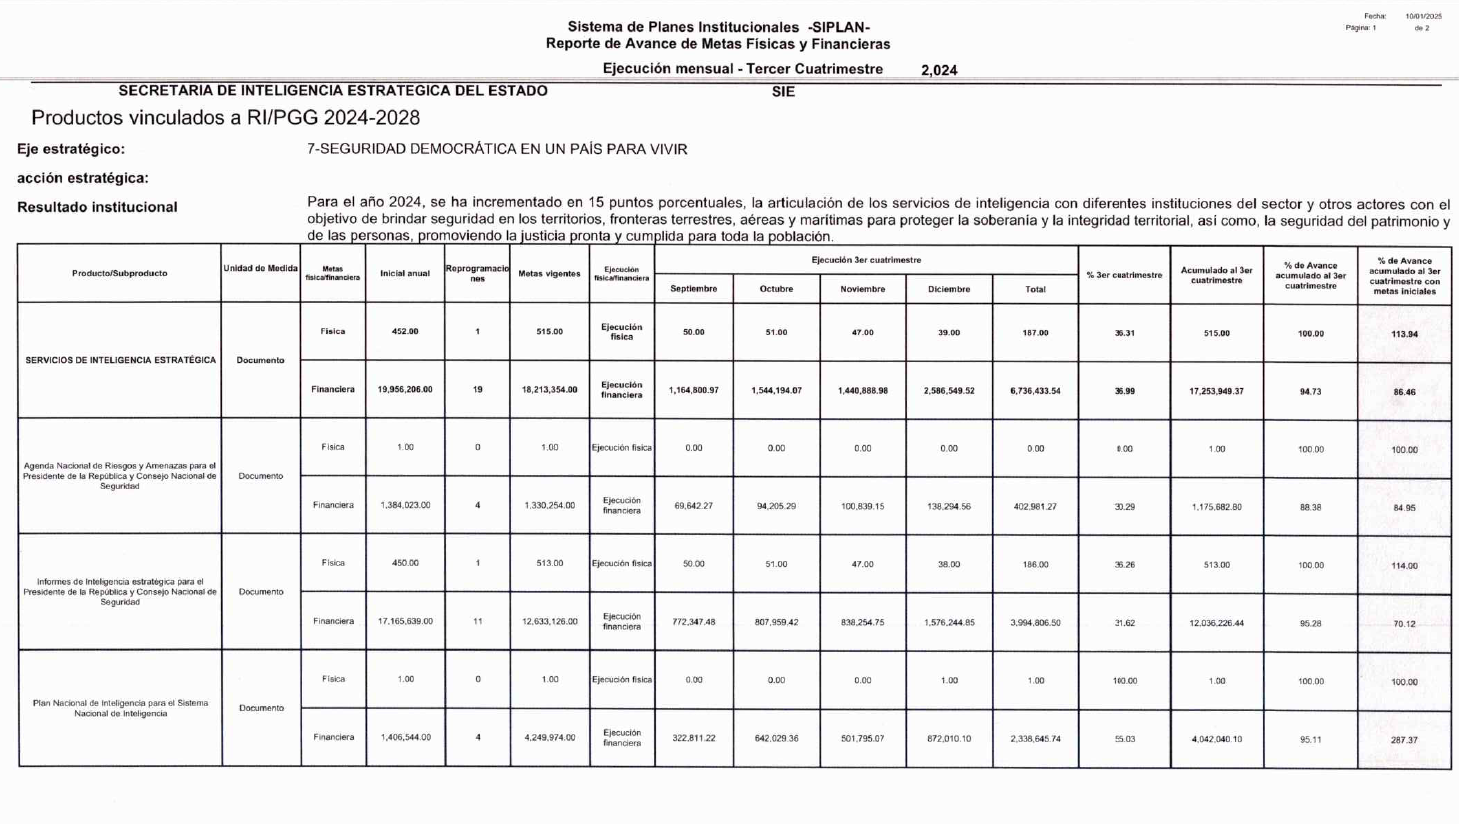 Fecha: 10/01/2025
Página: 1 de 2
Sistema de Planes Institucionales -SIPLAN-
Reporte de Avance de Metas Físicas y Financieras
Ejecución mensual - Tercer Cuatrimestre 2,024
SECRETARIA DE INTELIGENCIA ESTRATEGICA DEL ESTADO SIE
Productos vinculados a RI/PGG 2024-2028
Eje estratégico: 7-SEGURIDAD DEMOCRÁTICA EN UN PAÍS PARA VIVIR
acción estratégica:
Resultado institucional
Para el año 2024, se ha incrementado en 15 puntos porcentuales, la articulación de los servicios de inteligencia con diferentes instituciones del sector y otros actores con el
objetivo de brindar seguridad en los territorios, fronteras terrestres, aéreas y marítimas para proteger la soberanía y la integridad territorial, así como, la seguridad del patrimonio y
de las personas, promoviendo la justicia pronta y cumplida para toda la población.
Producto/Subproducto Unidad de Medida Metas física/financiera Inicial anual Reprogramaciones Metas vigentes Ejecución física/financiera Ejecución 3er cuatrimestre % 3er cuatrimestre Acumulado al 3er cuatrimestre % de Avance acumulado al 3er cuatrimestre % de Avance acumulado al 3er cuatrimestre con metas iniciales
Septiembre Octubre Noviembre Diciembre Total
SERVICIOS DE INTELIGENCIA ESTRATÉGICA Documento
Física 452.00 1 515.00 Ejecución física 50.00 51.00 47.00 39.00 187.00 36.31 515.00 100.00 113.94
Financiera 19,956,206.00 19 18,213,354.00 Ejecución financiera 1,164,800.97 1,544,194.07 1,440,888.98 2,586,549.52 6,736,433.54 36.99 17,253,949.37 94.73 86.46
Agenda Nacional de Riesgos y Amenazas para el
Presidente de la República y Consejo Nacional de
Seguridad
Documento
Física 1.00 0 1.00 Ejecución física 0.00 0.00 0.00 0.00 0.00 0.00 1.00 100.00 100.00
Financiera 1,384,023.00 4 1,330,254.00 Ejecución financiera 69,642.27 94,205.29 100,839.15 138,294.56 402,981.27 30.29 1,175,682.80 88.38 84.95
Informes de Inteligencia estratégica para el
Presidente de la República y Consejo Nacional de
Seguridad
Documento
Física 450.00 1 513.00 Ejecución física 50.00 51.00 47.00 38.00 186.00 36.26 513.00 100.00 114.00
Financiera 17,165,639.00 11 12,633,126.00 Ejecución financiera 772,347.48 807,959.42 838,254.75 1,576,244.85 3,994,806.50 31.62 12,036,226.44 95.28 70.12
Plan Nacional de Inteligencia para el Sistema
Nacional de Inteligencia
Documento
Física 1.00 0 1.00 Ejecución física 0.00 0.00 0.00 1.00 1.00 100.00 1.00 100.00 100.00
Financiera 1,406,544.00 4 4,249,974.00 Ejecución financiera 322,811.22 642,029.36 501,795.07 872,010.10 2,338,645.74 55.03 4,042,040.10 95.11 287.37